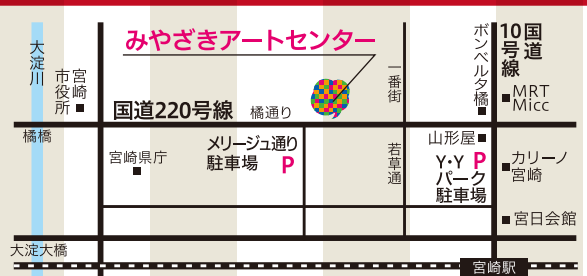 みやざきアートセンター
大淀川
宮崎
市役所
国道220号線
橘通り
一番街
ボンベルタ橘
国道
10号線
MRT
Micc
橘橋
宮崎県庁
メリージュ通り
駐車場
P
若草通
山形屋
Y・Y
パーク
駐車場
P
カリーノ
宮崎
宮日会館
大淀大橋
宮崎駅